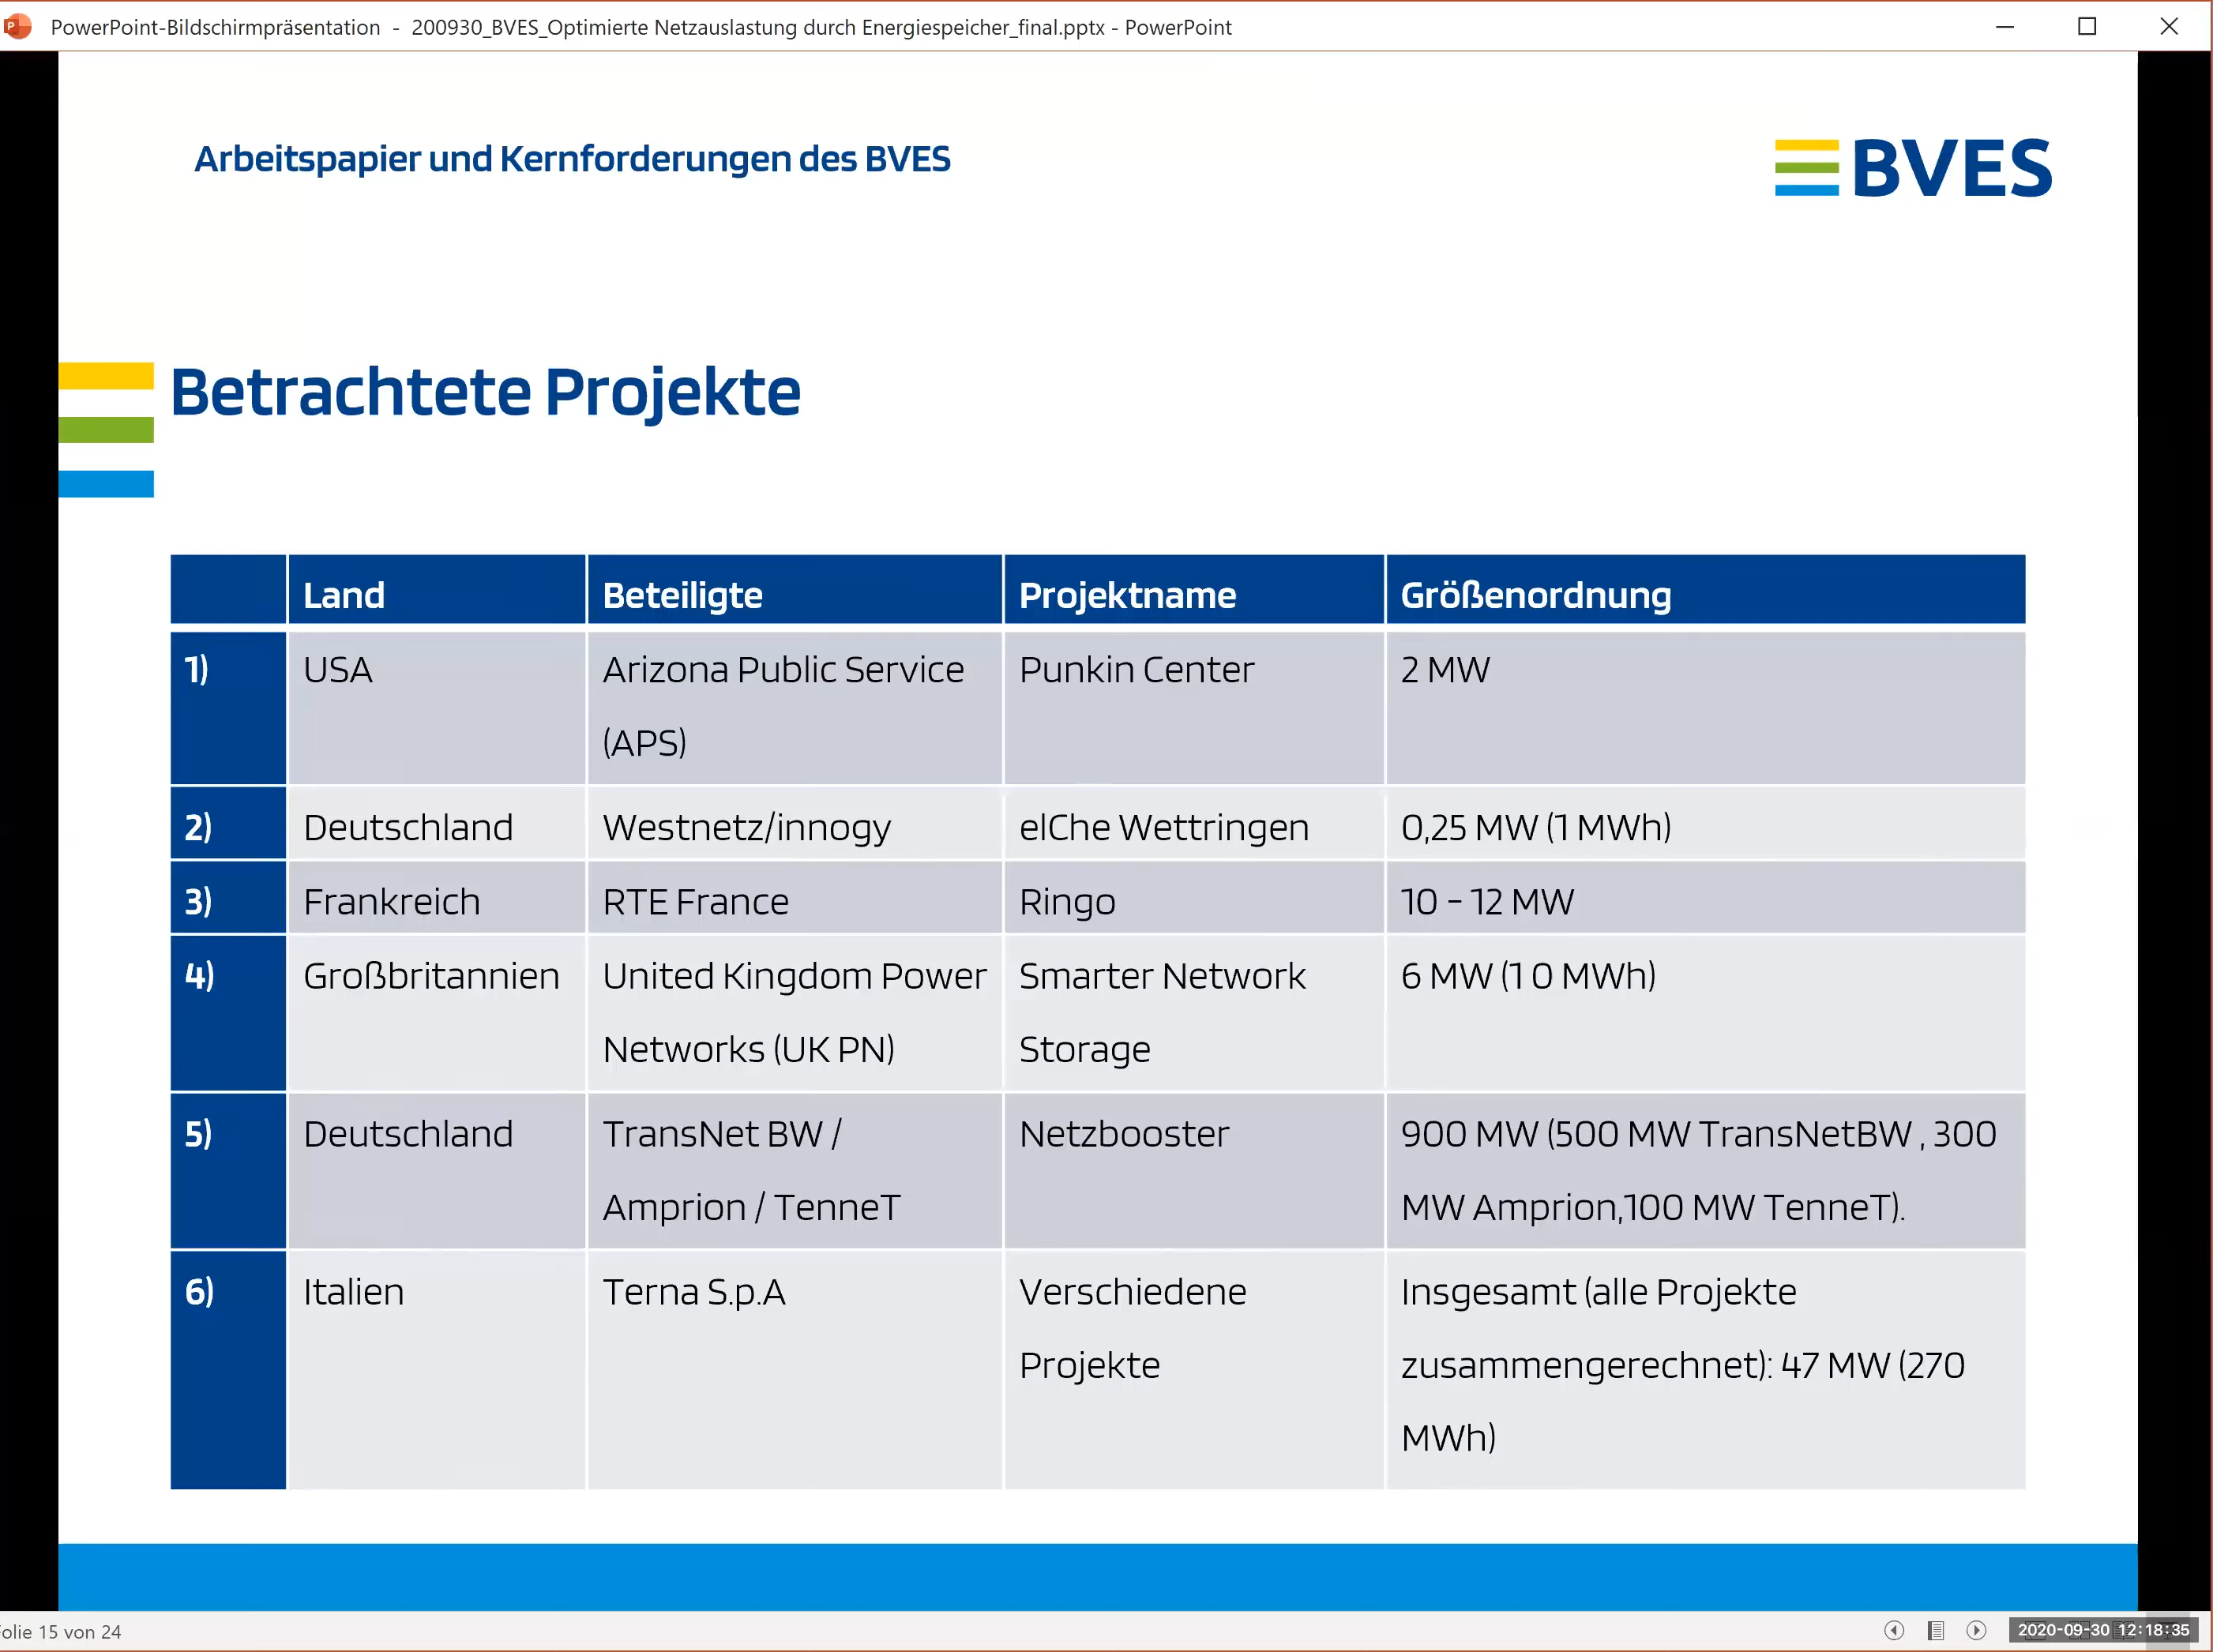 PowerPoint-Bildschirmpräsentation - 200930_BVES_Optimierte Netzauslastung durch Energiespeicher_final.pptx - PowerPoint
Arbeitspapier und Kernforderungen des BVES
BVES
Betrachtete Projekte
Land Beteiligte Projektname Größenordnung
1) USA Arizona Public Service Punkin Center 2 MW
(APS)
2) Deutschland Westnetz/innogy elChe Wettringen 0,25 MW (1 MWh)
3) Frankreich RTE France Ringo 10 – 12 MW
4) Großbritannien United Kingdom Power Smarter Network 6 MW (1 0 MWh)
Networks (UK PN) Storage
5) Deutschland TransNet BW / Netzbooster 900 MW (500 MW TransNetBW , 300
Amprion / TenneT MW Amprion,100 MW TenneT).
6) Italien Terna S.p.A Verschiedene Insgesamt (alle Projekte
Projekte zusammengerechnet): 47 MW (270
MWh)
olie 15 von 24
2020-09-30 12:18:35